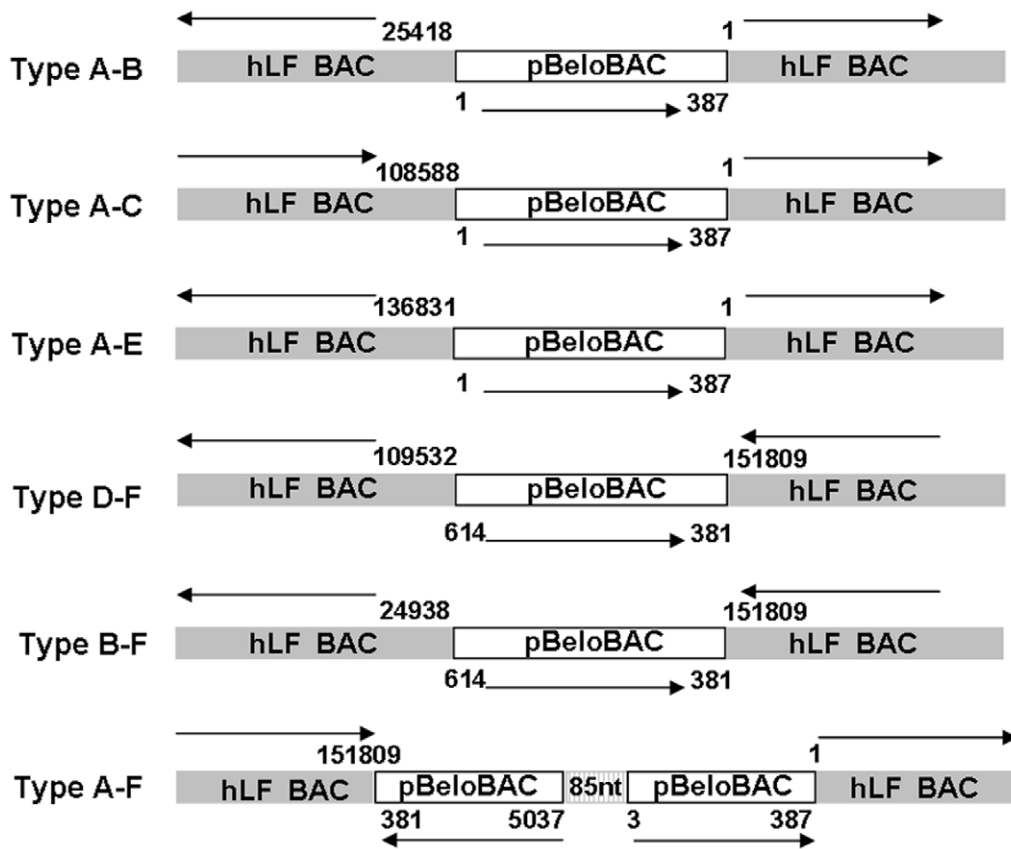 25418 1
Type A-B hLF BAC pBeloBAC hLF BAC
1 387
108588 1
Type A-C hLF BAC pBeloBAC hLF BAC
1 387
136831 1
Type A-E hLF BAC pBeloBAC hLF BAC
1 387
109532 151809
Type D-F hLF BAC pBeloBAC hLF BAC
614 381
24938 151809
Type B-F hLF BAC pBeloBAC hLF BAC
614 381
151809 1
Type A-F hLF BAC pBeloBAC 85nt pBeloBAC hLF BAC
381 5037 3 387